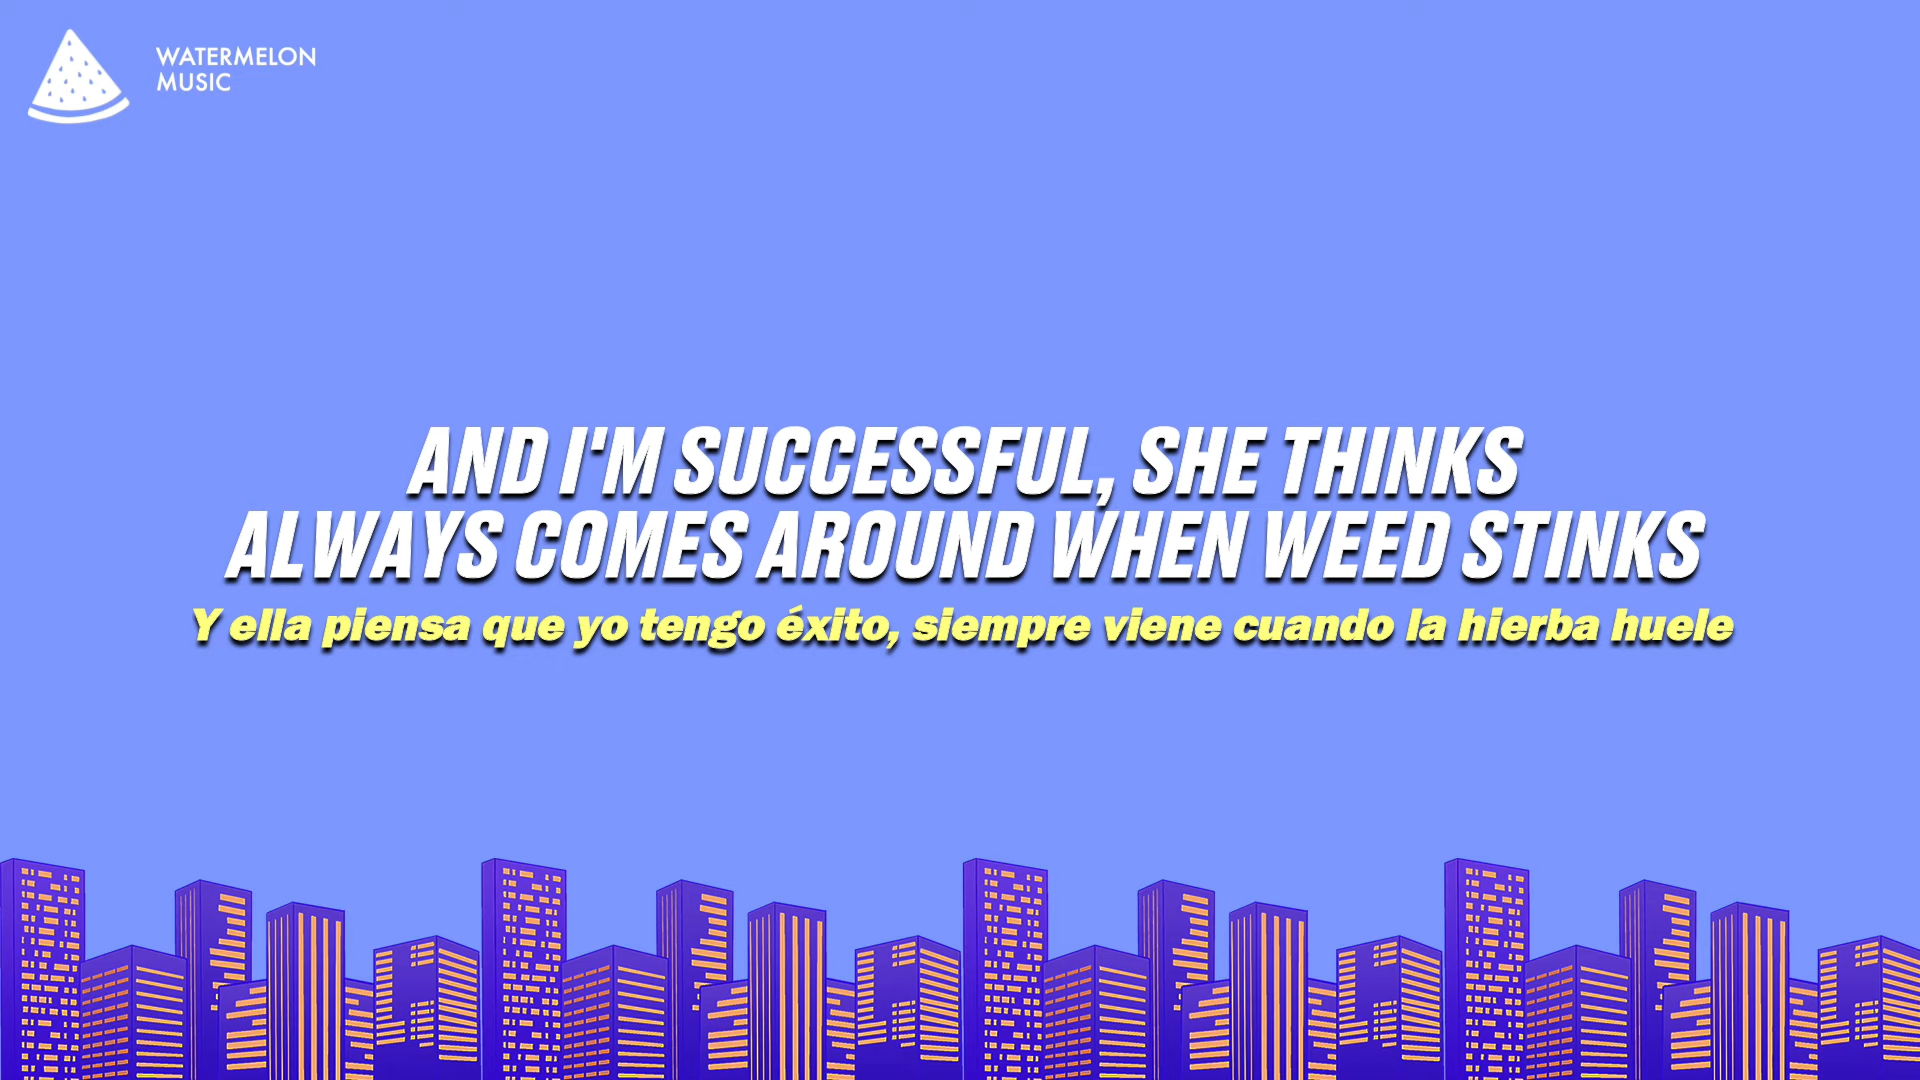 WATERMELON
MUSIC
AND I'M SUCCESSFUL, SHE THINKS
ALWAYS COMES AROUND WHEN WEED STINKS
Y ella piensa que yo tengo éxito, siempre viene cuando la hierba huele